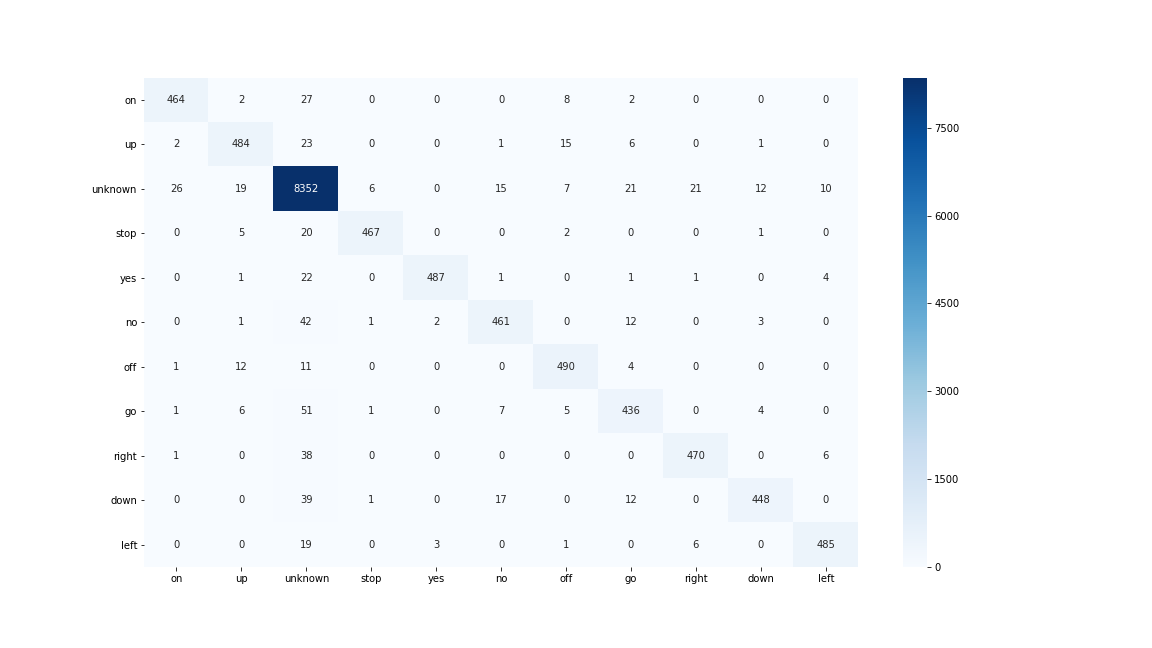 on 464 2 27 0 0 0 8 2 0 0 0
up 2 484 23 0 0 1 15 6 0 1 0
unknown 26 19 8352 6 0 15 7 21 21 12 10
stop 0 5 20 467 0 0 2 0 0 1 0
yes 0 1 22 0 487 1 0 1 1 0 4
no 0 1 42 1 2 461 0 12 0 3 0
off 1 12 11 0 0 0 490 4 0 0 0
go 1 6 51 1 0 7 5 436 0 4 0
right 1 0 38 0 0 0 0 0 470 0 6
down 0 0 39 1 0 17 0 12 0 448 0
left 0 0 19 0 3 0 1 0 6 0 485
on up unknown stop yes no off go right down left
7500
6000
4500
3000
1500
0